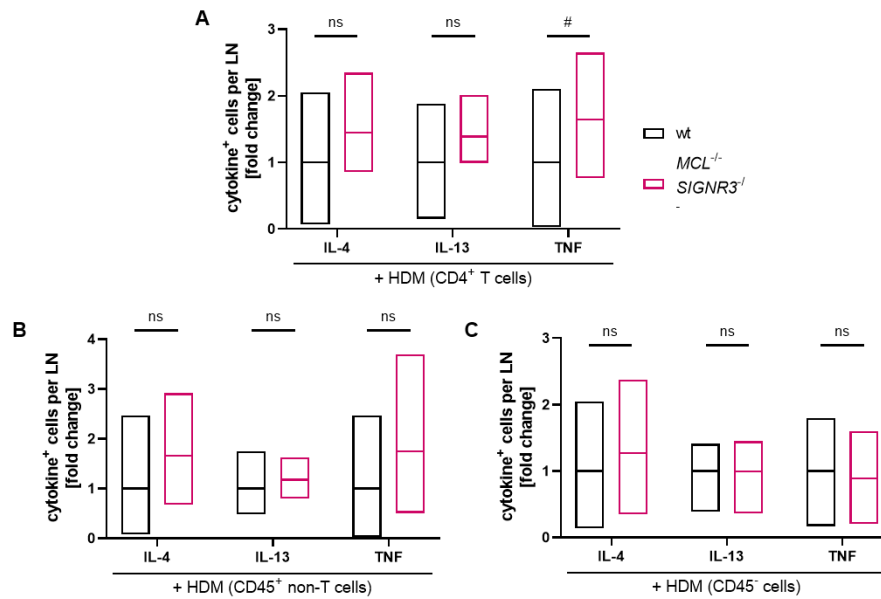 A
ns
ns
#
cytokine⁺ cells per LN
[fold change]
3
2
1
0
IL-4
IL-13
TNF
+ HDM (CD4⁺ T cells)
wt
MCL⁻/⁻
SIGNR3⁻/
-
B
ns
ns
ns
cytokine⁺ cells per LN
[fold change]
4
3
2
1
0
IL-4
IL-13
TNF
+ HDM (CD45⁺ non-T cells)
C
ns
ns
ns
cytokine⁺ cells per LN
[fold change]
3
2
1
0
IL-4
IL-13
TNF
+ HDM (CD45⁻ cells)